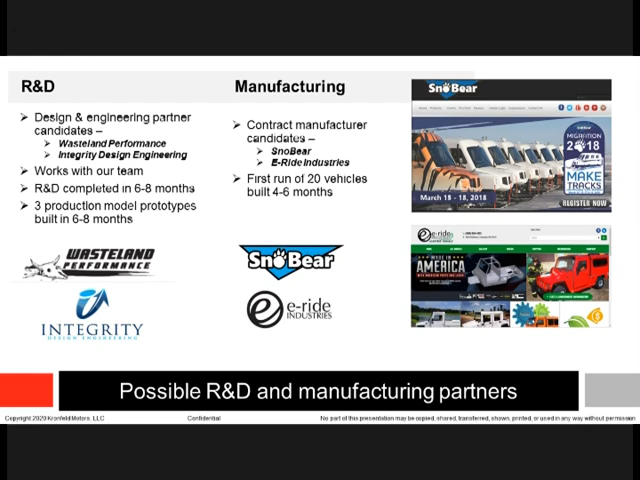 R&D
Design & engineering partner
candidates –
Wasteland Performance
Integrity Design Engineering
Works with our team
R&D completed in 6-8 months
3 production model prototypes
built in 6-8 months
WASTELAND
PERFORMANCE
INTEGRITY
DESIGN ENGINEERING
Manufacturing
Contract manufacturer
candidates –
SnoBear
E-Ride Industries
First run of 20 vehicles
built 4-6 months
SnoBear
e-ride
INDUSTRIES
SnoBear
MIGRATION
2018
MAKE
TRACKS
March 15 - 18, 2018
REGISTER NOW
e-ride
MADE IN
AMERICA
Possible R&D and manufacturing partners
Copyright 2020 Kronfeld Motors, LLC
Confidential
No part of this presentation may be copied, shared, transferred, shown, printed, or used in any way without permission